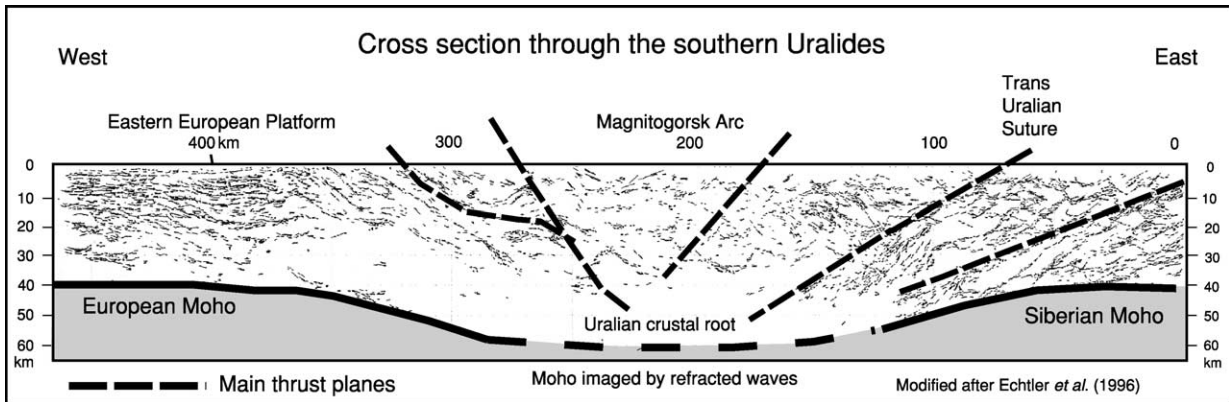 Cross section through the southern Uralides
West
East
Trans
Uralian
Suture
Eastern European Platform
Magnitogorsk Arc
400 km
300
200
100
0
0
10
20
30
40
50
60
km
0
10
20
30
40
50
60
km
European Moho
Uralian crustal root
Siberian Moho
Main thrust planes
Moho imaged by refracted waves
Modified after Echtler et al. (1996)